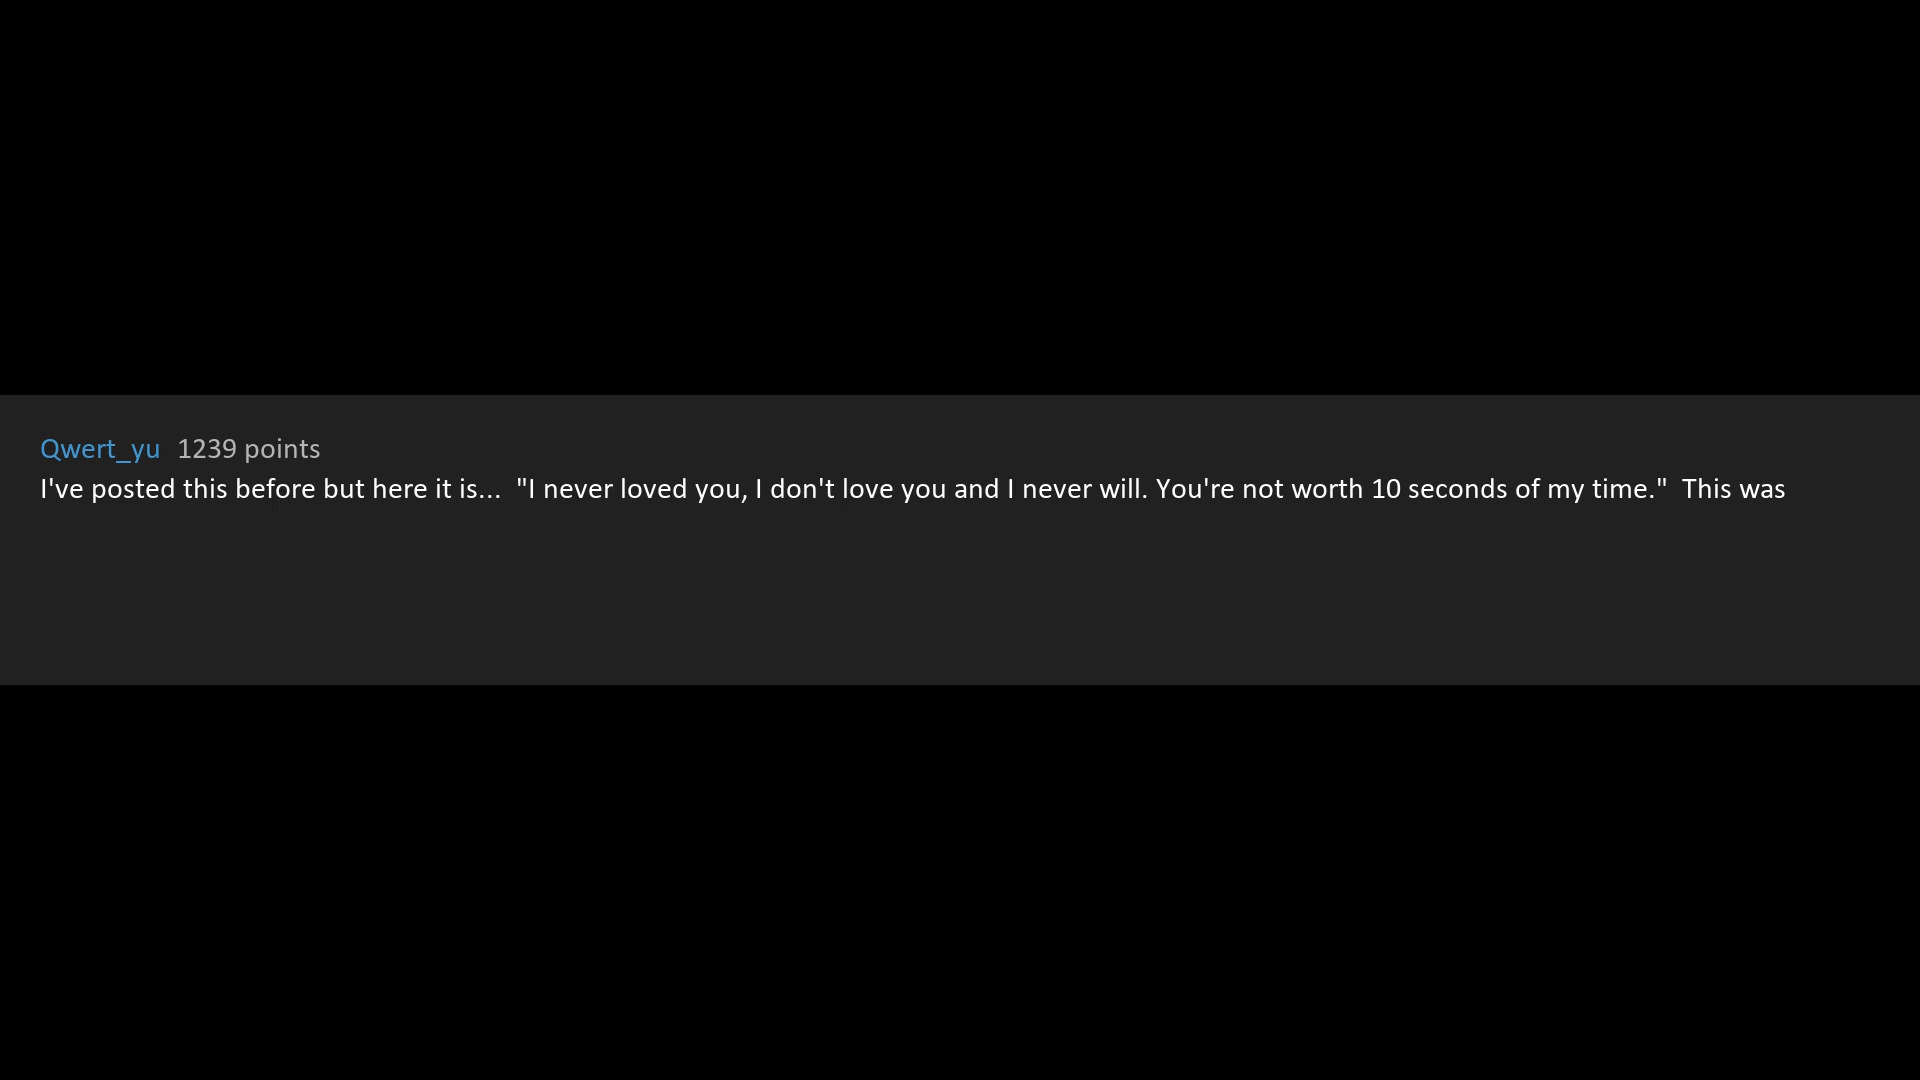 Qwert_yu 1239 points
I've posted this before but here it is... "I never loved you, I don't love you and I never will. You're not worth 10 seconds of my time." This was